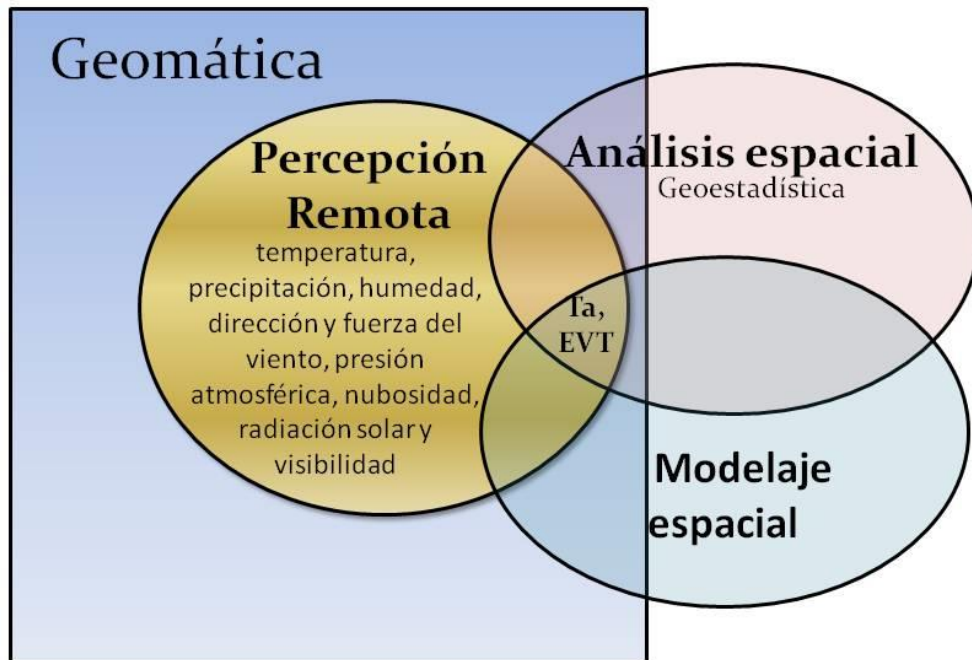 Geomática
Percepción
Remota
temperatura,
precipitación, humedad,
dirección y fuerza del
viento, presión
atmosférica, nubosidad,
radiación solar y
visibilidad
Análisis espacial
Geoestadística
Ta,
EVT
Modelaje
espacial